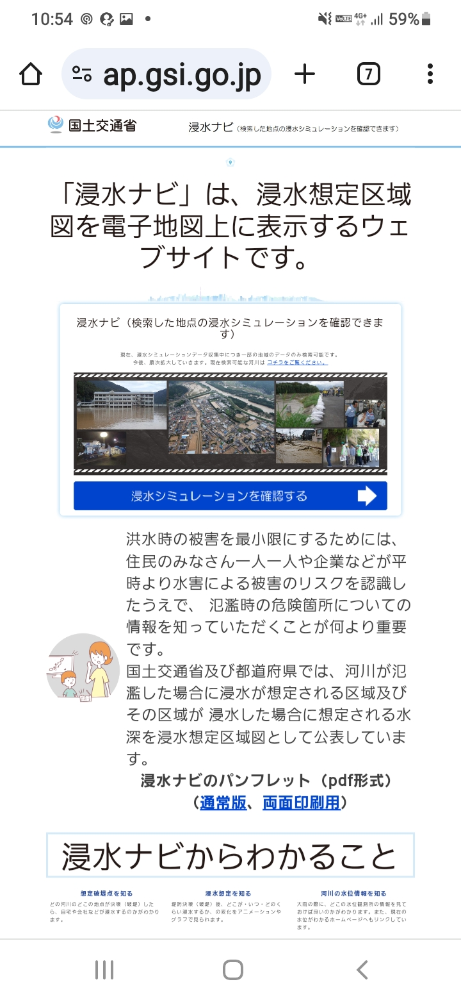 10:54
VoLTE 4G+ 59%
ap.gsi.go.jp
7
国土交通省
浸水ナビ（検索した地点の浸水シミュレーションを確認できます）
「浸水ナビ」は、浸水想定区域
図を電子地図上に表示するウェ
ブサイトです。
浸水ナビ（検索した地点の浸水シミュレーションを確認できま
す）
現在、浸水シミュレーションデータ収集中につき一部の地域のデータのみ検索可能です。
今後、順次拡大していきます。現在検索可能な河川は コチラをご覧ください。
浸水シミュレーションを確認する
洪水時の被害を最小限にするためには、
住民のみなさん一人一人や企業などが平
時より水害による被害のリスクを認識し
たうえで、 氾濫時の危険箇所についての
情報を知っていただくことが何より重要
です。
国土交通省及び都道府県では、河川が氾
濫した場合に浸水が想定される区域及び
その区域が 浸水した場合に想定される水
深を浸水想定区域図として公表していま
す。
浸水ナビのパンフレット（pdf形式）
（通常版、両面印刷用）
浸水ナビからわかること
想定破堤点を知る
どの河川のどこの地点が決壊（破堤）した
ら、自宅や会社などが浸水するのかがわかり
ます。
浸水想定を知る
堤防決壊（破堤）後、どこが・いつ・どのく
らい浸水するか、の変化をアニメーションや
グラフで見られます。
河川の水位情報を知る
大雨の際に、どこの水位観測所の情報を見て
おけば良いのかがわかります。また、現在の
水位がわかるホームページへもリンクしてい
ます。